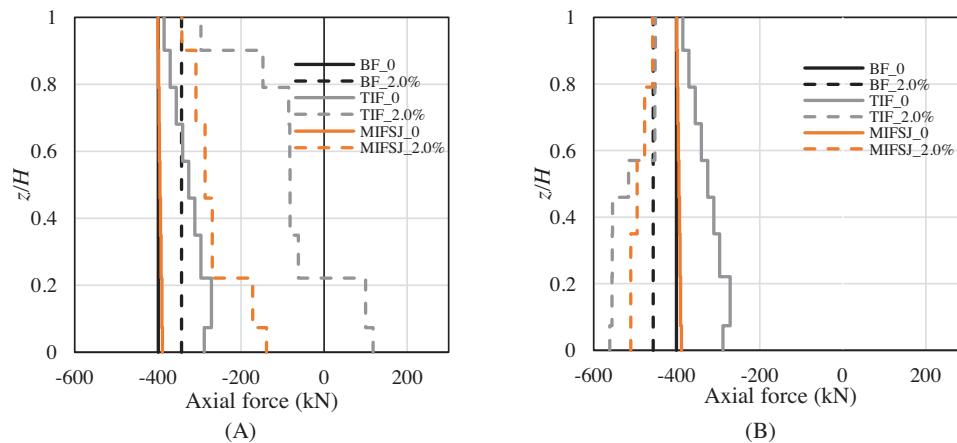 1
0.8
0.6
0.4
0.2
0
z/H
-600 -400 -200 0 200
Axial force (kN)
BF_0
BF_2.0%
TIF_0
TIF_2.0%
MIFSJ_0
MIFSJ_2.0%
(A)
1
0.8
0.6
0.4
0.2
0
z/H
-600 -400 -200 0 200
Axial force (kN)
BF_0
BF_2.0%
TIF_0
TIF_2.0%
MIFSJ_0
MIFSJ_2.0%
(B)